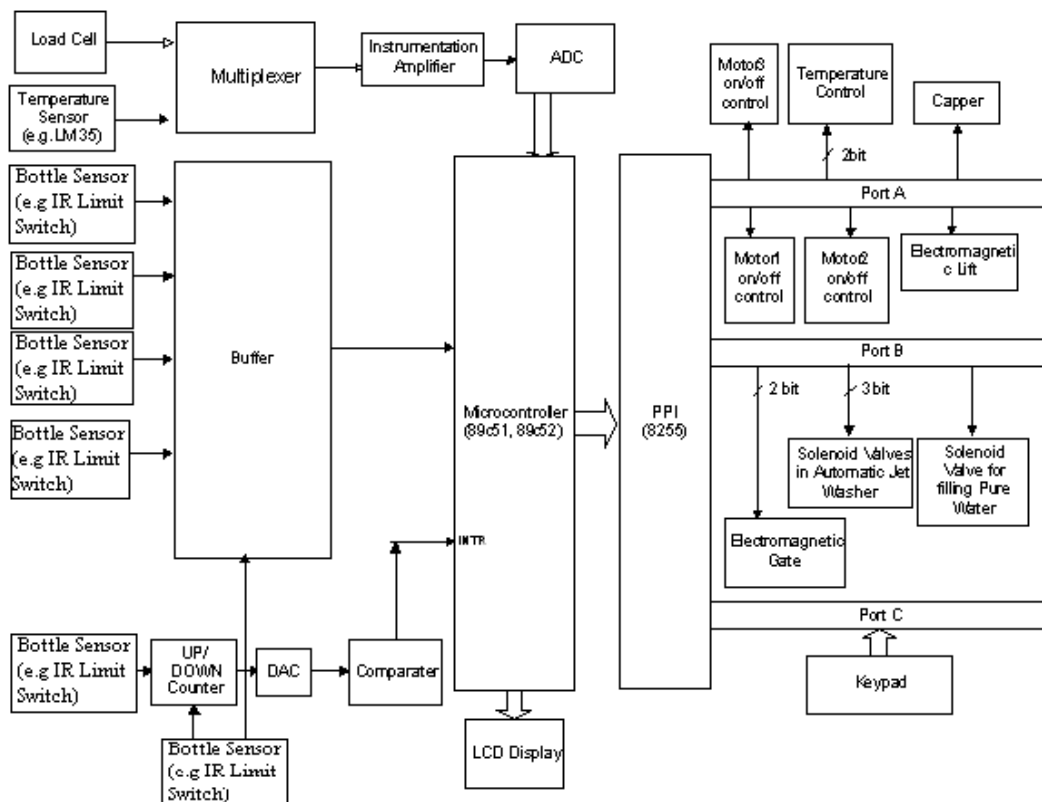 Load Cell
Multiplexer
Instrumentation
Amplifier
ADC
Motor3
on/off
control
Temperature
Control
Capper
Temperature
Sensor
(e.g.LM35)
2bit
Bottle Sensor
(e.g IR Limit
Switch)
Port A
Bottle Sensor
(e.g IR Limit
Switch)
Motor1
on/off
control
Motor2
on/off
control
Electromagneti
c Lift
Bottle Sensor
(e.g IR Limit
Switch)
Buffer
Port B
2 bit
3bit
Microcontroller
(89c51, 89c52)
PPI
(8255)
Bottle Sensor
(e.g IR Limit
Switch)
Solenoid Valves
in Automatic Jet
Washer
Solenoid
Valve for
filling Pure
Water
INTR
Electromagnetic
Gate
Port C
Bottle Sensor
(e.g IR Limit
Switch)
UP/
DOWN
Counter
DAC
Comparater
Keypad
Bottle Sensor
(e.g IR Limit
Switch)
LCD Display